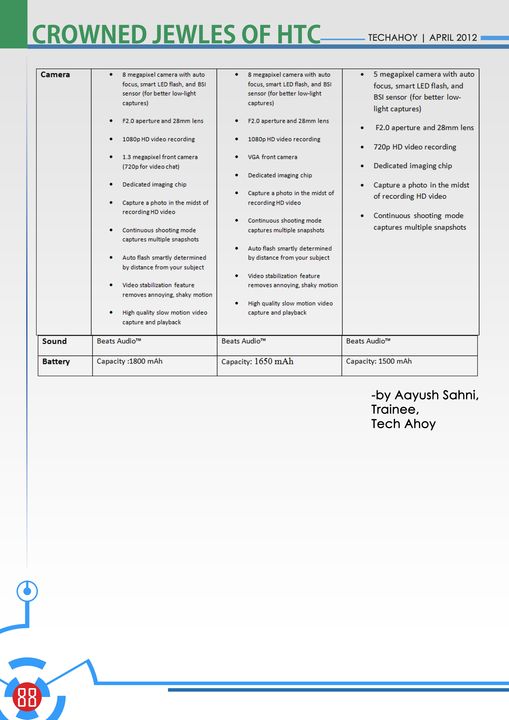 CROWNED JEWLES OF HTC
TECHAHOY | APRIL 2012
Camera
• 8 megapixel camera with auto
focus, smart LED flash, and BSI
sensor (for better low-light
captures)
• F2.0 aperture and 28mm lens
• 1080p HD video recording
• 1.3 megapixel front camera
(720p for video chat)
• Dedicated imaging chip
• Capture a photo in the midst of
recording HD video
• Continuous shooting mode
captures multiple snapshots
• Auto flash smartly determined
by distance from your subject
• Video stabilization feature
removes annoying, shaky motion
• High quality slow motion video
capture and playback
• 8 megapixel camera with auto
focus, smart LED flash, and BSI
sensor (for better low-light
captures)
• F2.0 aperture and 28mm lens
• 1080p HD video recording
• VGA front camera
• Dedicated imaging chip
• Capture a photo in the midst of
recording HD video
• Continuous shooting mode
captures multiple snapshots
• Auto flash smartly determined
by distance from your subject
• Video stabilization feature
removes annoying, shaky motion
• High quality slow motion video
capture and playback
• 5 megapixel camera with auto
focus, smart LED flash, and
BSI sensor (for better low-
light captures)
• F2.0 aperture and 28mm lens
• 720p HD video recording
• Dedicated imaging chip
• Capture a photo in the midst
of recording HD video
• Continuous shooting mode
captures multiple snapshots
Sound
Beats Audio™
Beats Audio™
Beats Audio™
Battery
Capacity :1800 mAh
Capacity: 1650 mAh
Capacity: 1500 mAh
-by Aayush Sahni,
Trainee,
Tech Ahoy
88